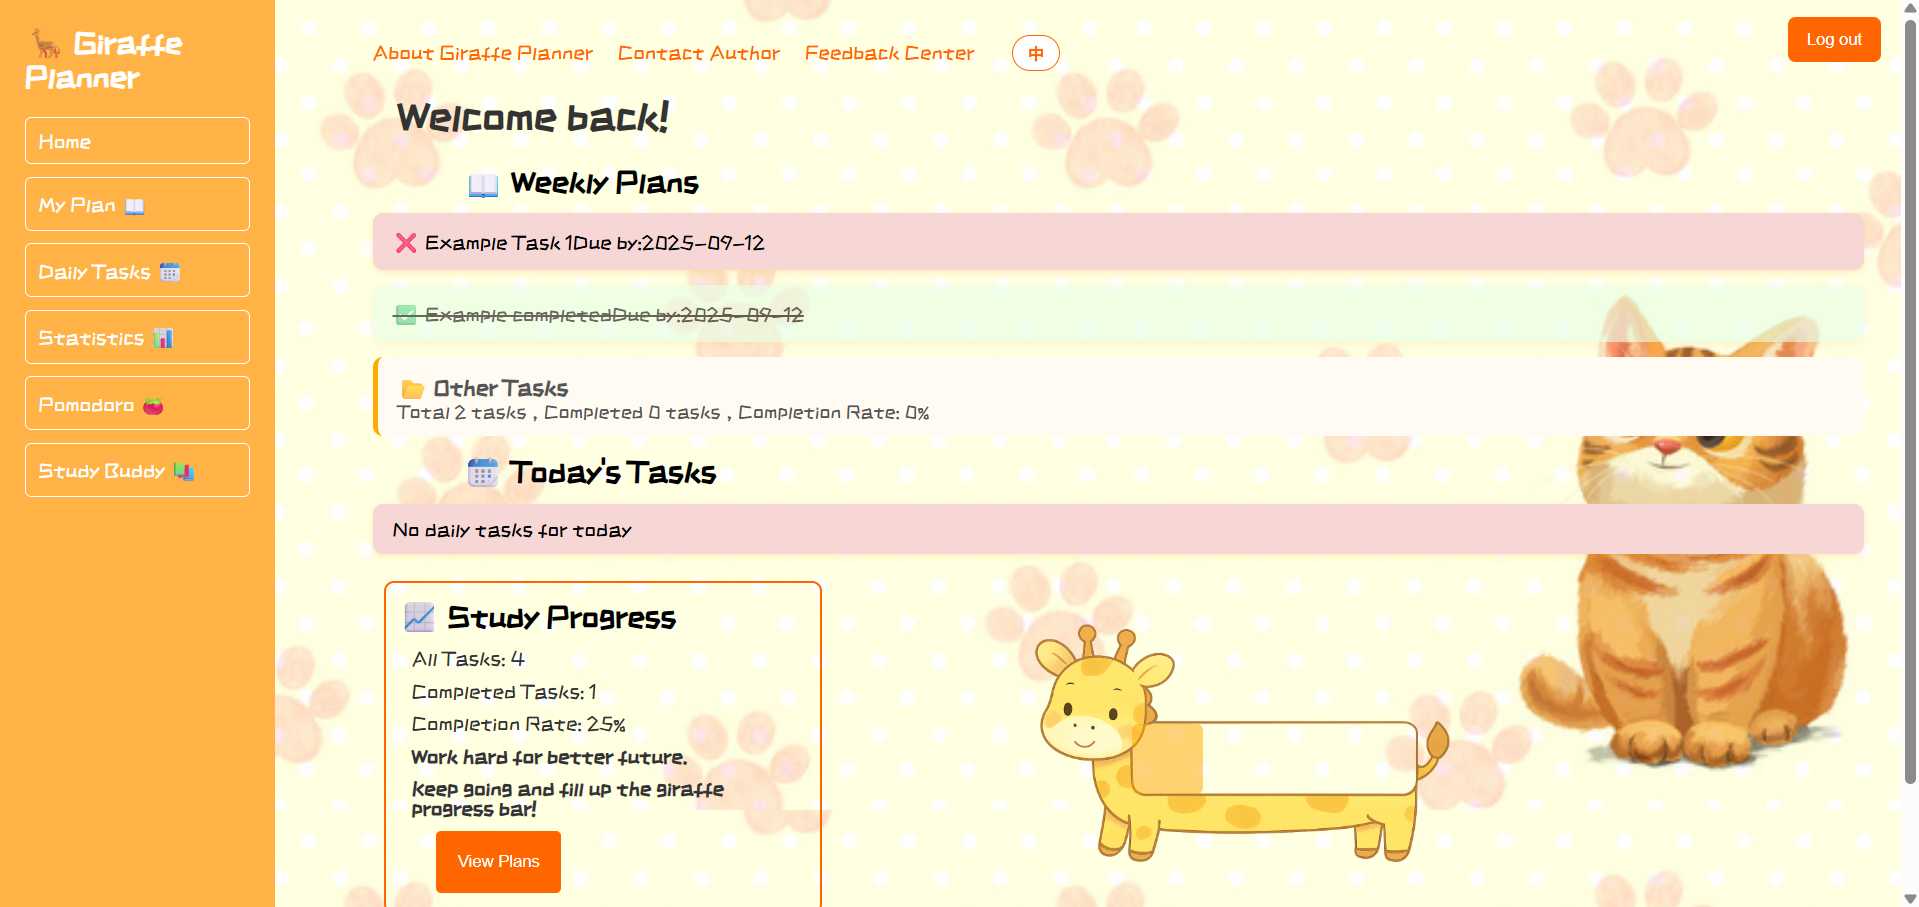 Giraffe
Planner
Home
My Plan
Daily Tasks
Statistics
Pomodoro
Study Buddy
About Giraffe Planner Contact Author Feedback Center 中
Log out
Welcome back!
Weekly Plans
Example Task 1Due by:2025-09-12
Example completedDue by:2025-09-12
Other Tasks
Total 2 tasks , Completed 0 tasks , Completion Rate: 0%
Today's Tasks
No daily tasks for today
Study Progress
All Tasks: 4
Completed Tasks: 1
Completion Rate: 25%
Work hard for better future.
Keep going and fill up the giraffe
progress bar!
View Plans